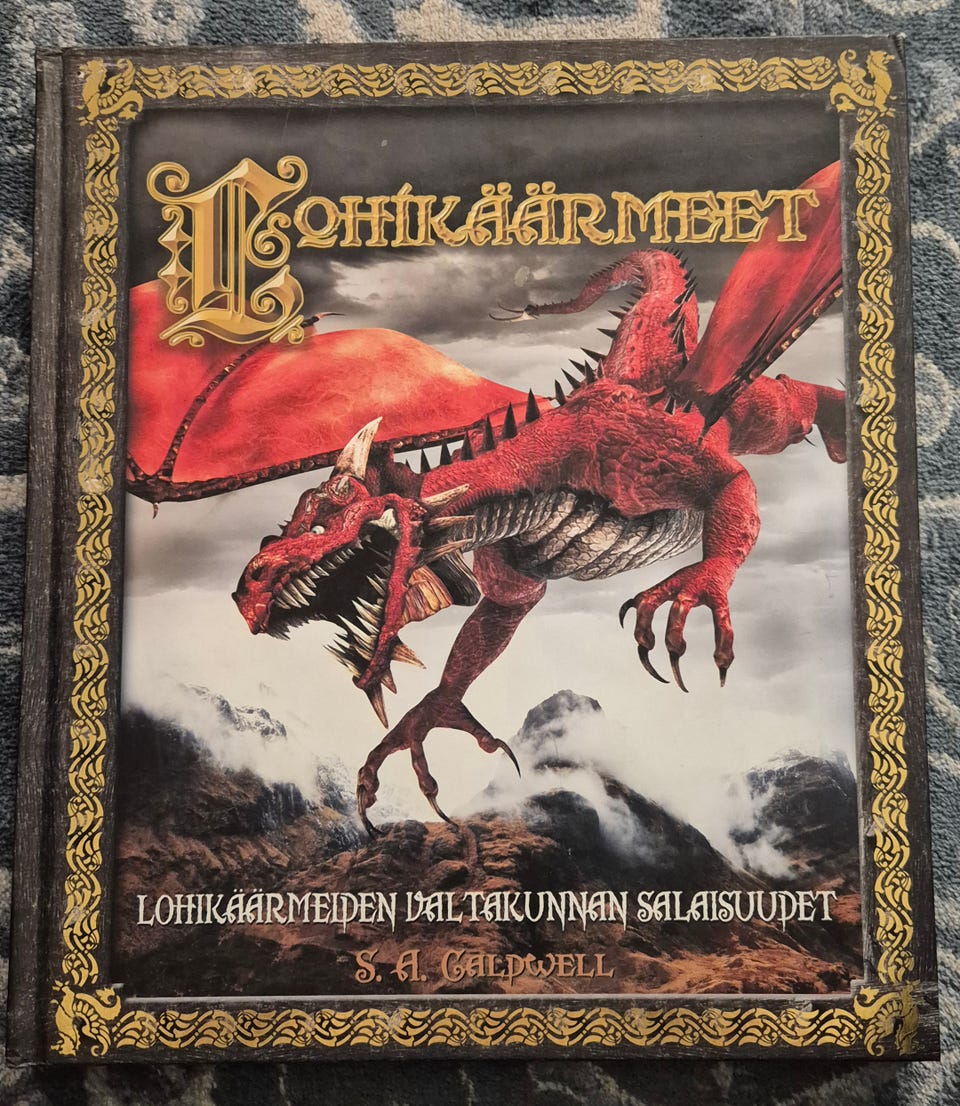 LOHIKÄÄRMEET
LOHIKÄÄRMEIDEN VALTAKUNNAN SALAISUUDET
S. A. CALDWELL